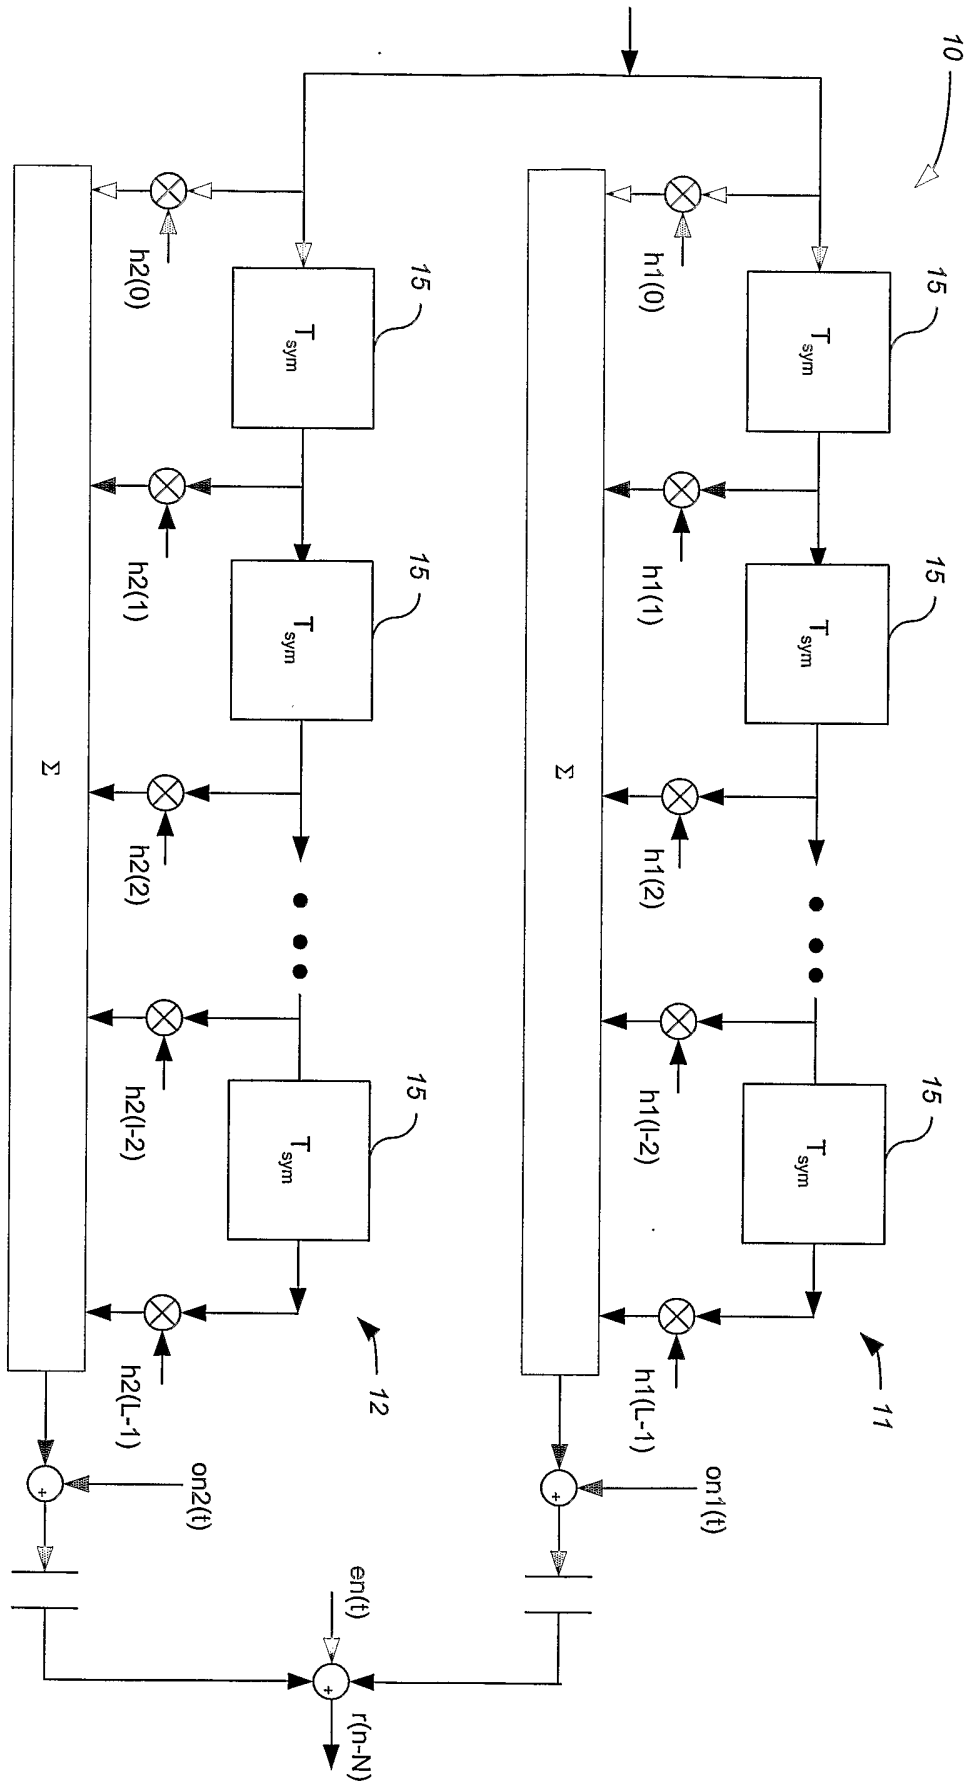 10
15
15
15
T sym
T sym
T sym
h1(0)
h1(1)
h1(2)
h1(l-2)
h1(L-1)
11
Σ
on1(t)
+
15
15
15
T sym
T sym
T sym
h2(0)
h2(1)
h2(2)
h2(l-2)
h2(L-1)
12
Σ
on2(t)
+
en(t)
+
r(n-N)